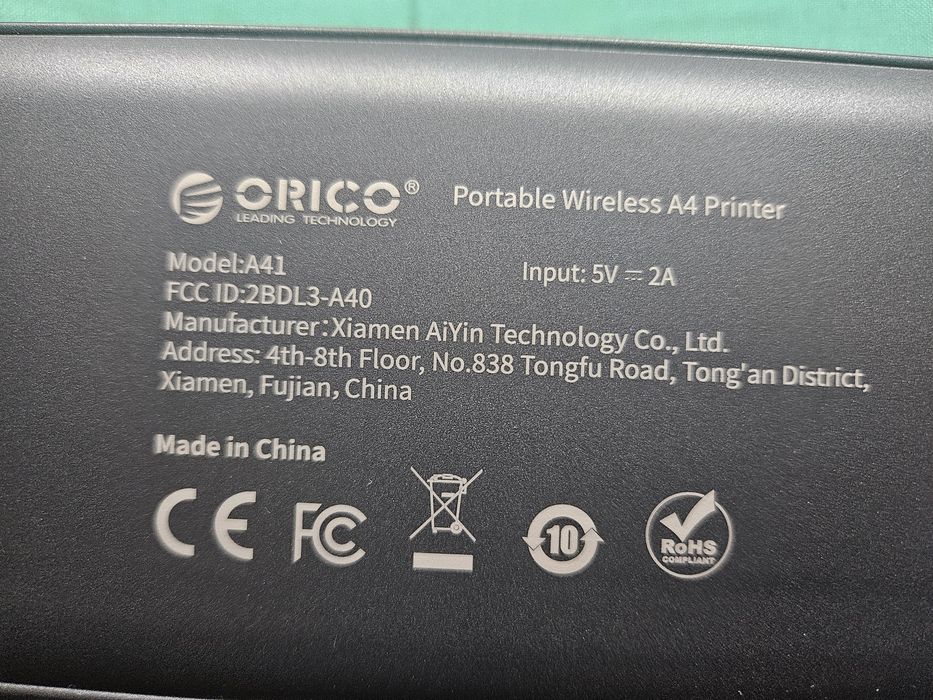 ORICO®
LEADING TECHNOLOGY
Portable Wireless A4 Printer
Model:A41
Input: 5V ⎓ 2A
FCC ID:2BDL3-A40
Manufacturer:Xiamen AiYin Technology Co., Ltd.
Address: 4th-8th Floor, No.838 Tongfu Road, Tong'an District,
Xiamen, Fujian, China
Made in China
CE FC 10 RoHS
COMPLIANT